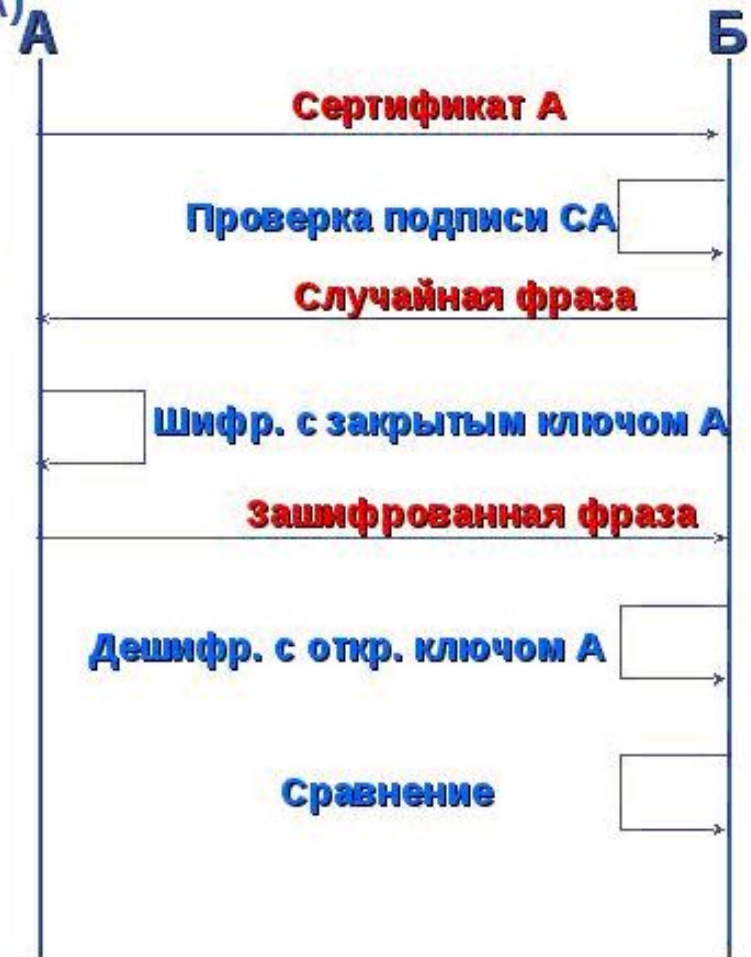 А Б
Сертификат А
Проверка подписи СА
Случайная фраза
Шифр. с закрытым ключом А
Зашифрованная фраза
Дешифр. с откр. ключом А
Сравнение